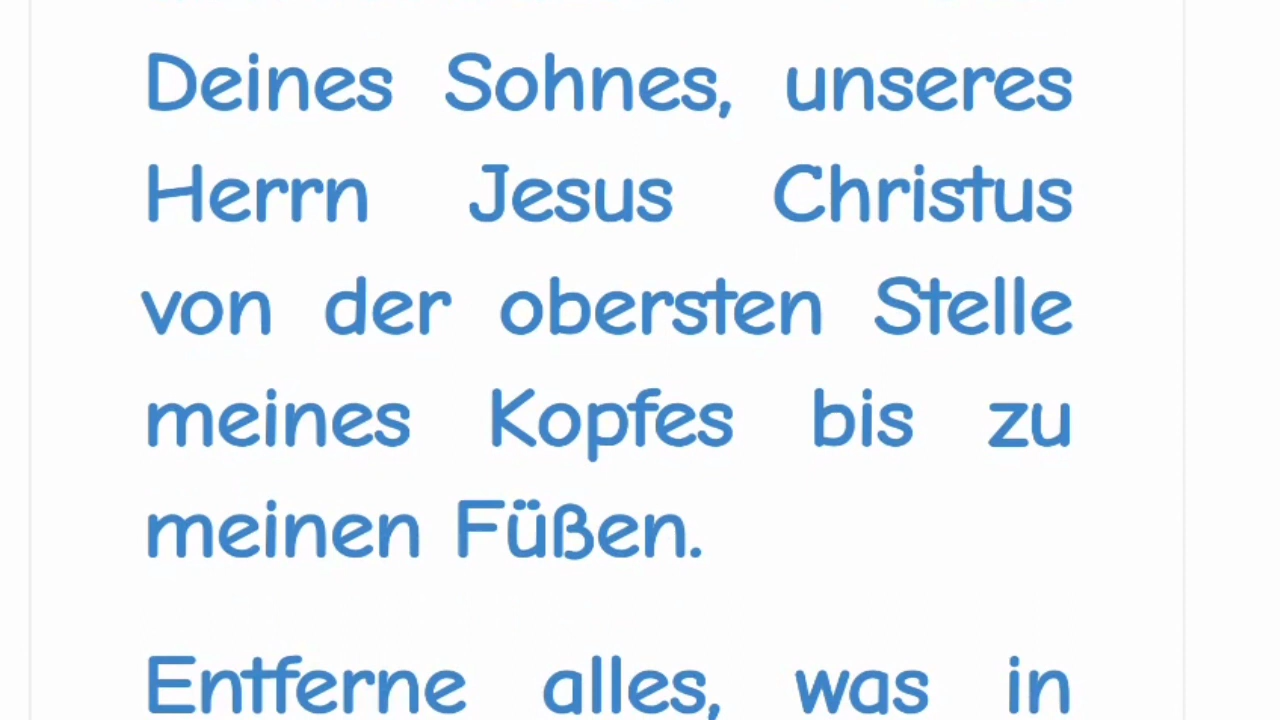 Deines Sohnes, unseres
Herrn Jesus Christus
von der obersten Stelle
meines Kopfes bis zu
meinen Füßen.
Entferne alles, was in